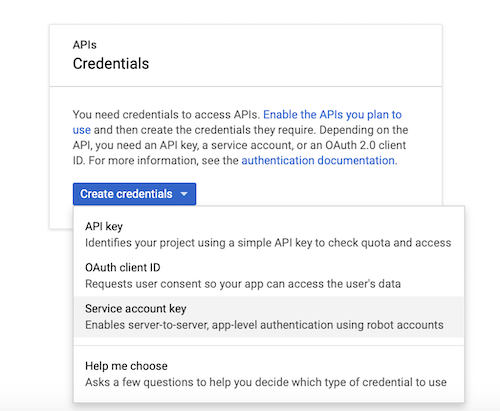 APIs
Credentials
You need credentials to access APIs. Enable the APIs you plan to
use and then create the credentials they require. Depending on the
API, you need an API key, a service account, or an OAuth 2.0 client
ID. For more information, see the authentication documentation.
Create credentials
API key
Identifies your project using a simple API key to check quota and access
OAuth client ID
Requests user consent so your app can access the user's data
Service account key
Enables server-to-server, app-level authentication using robot accounts
Help me choose
Asks a few questions to help you decide which type of credential to use